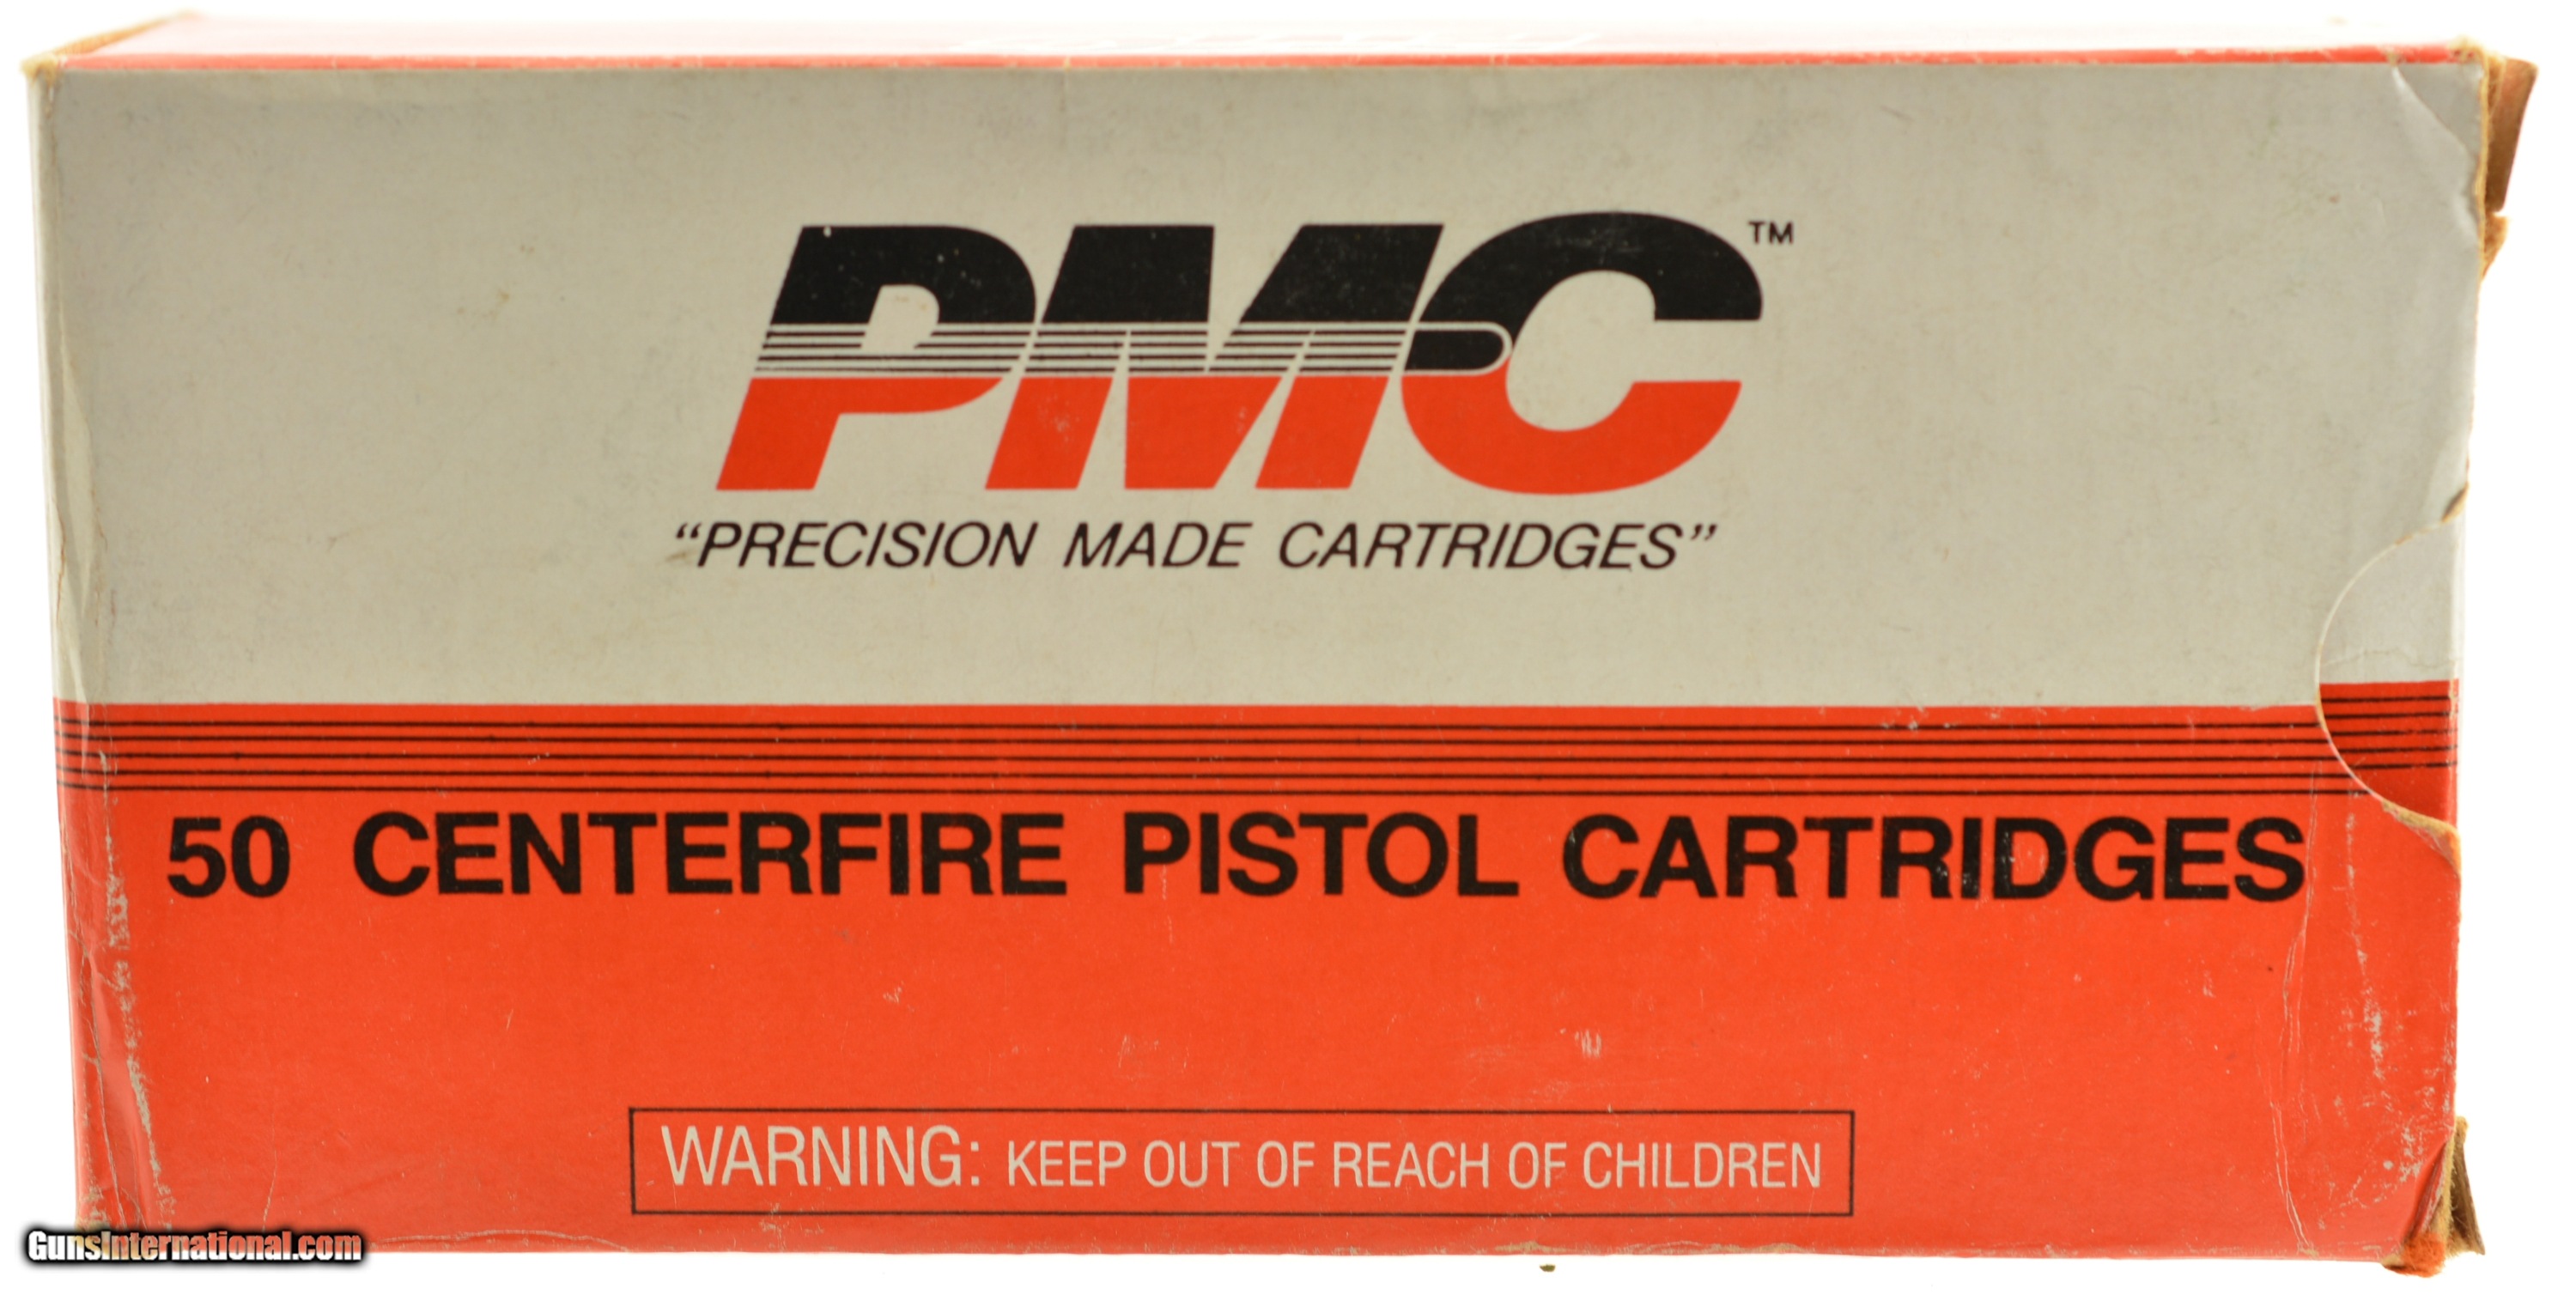 PMC™
“PRECISION MADE CARTRIDGES”
50 CENTERFIRE PISTOL CARTRIDGES
WARNING: KEEP OUT OF REACH OF CHILDREN
GunsInternational.com